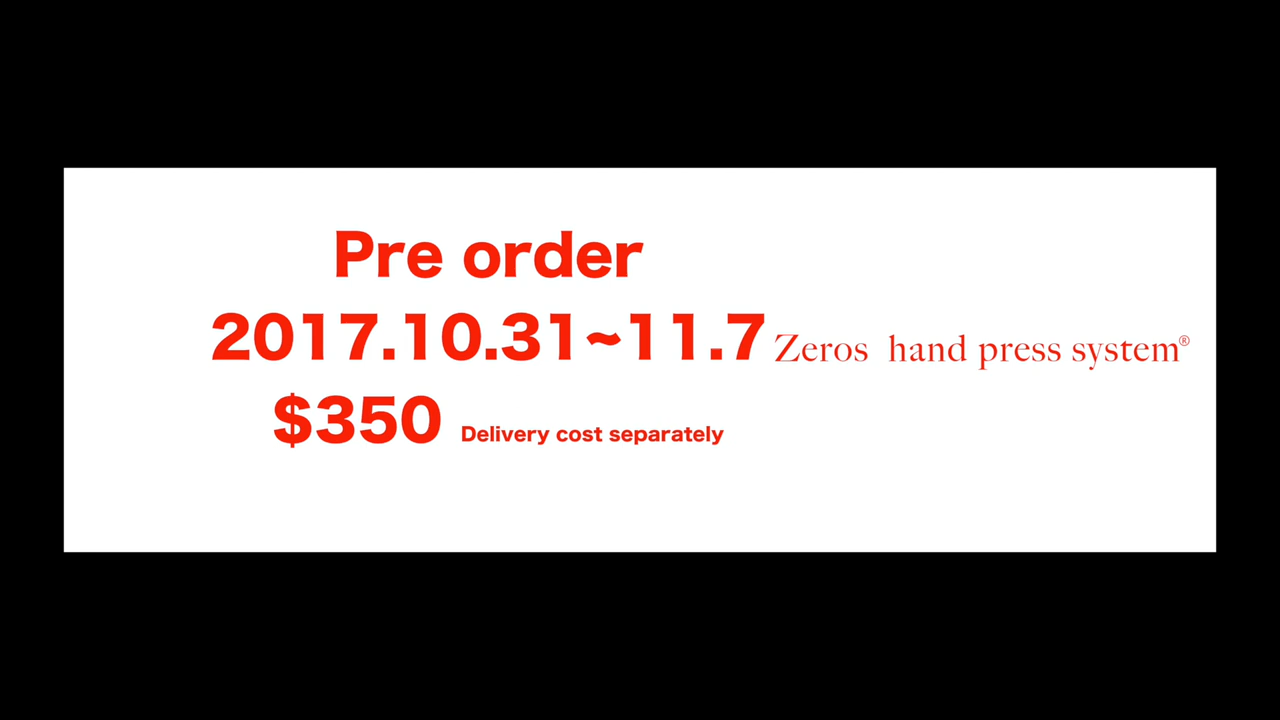 Pre order
2017.10.31~11.7 Zeros hand press system®
$350 Delivery cost separately